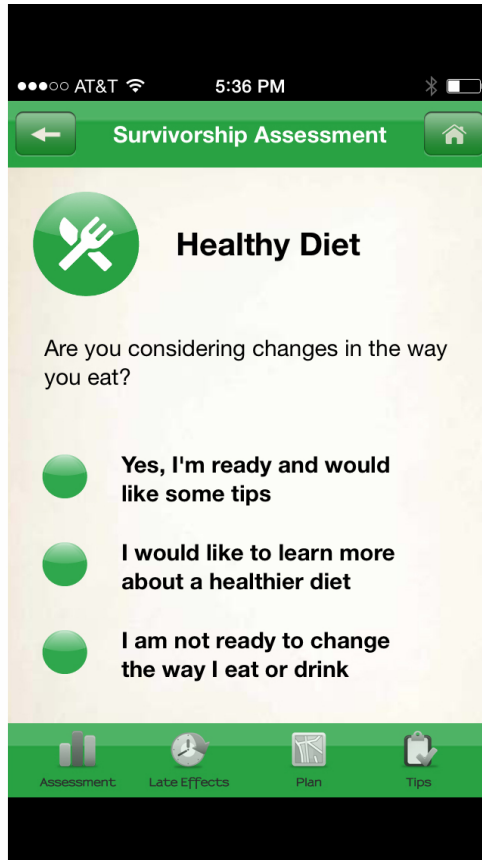 AT&T 5:36 PM
Survivorship Assessment
Healthy Diet
Are you considering changes in the way
you eat?
Yes, I'm ready and would
like some tips
I would like to learn more
about a healthier diet
I am not ready to change
the way I eat or drink
Assessment Late Effects Plan Tips